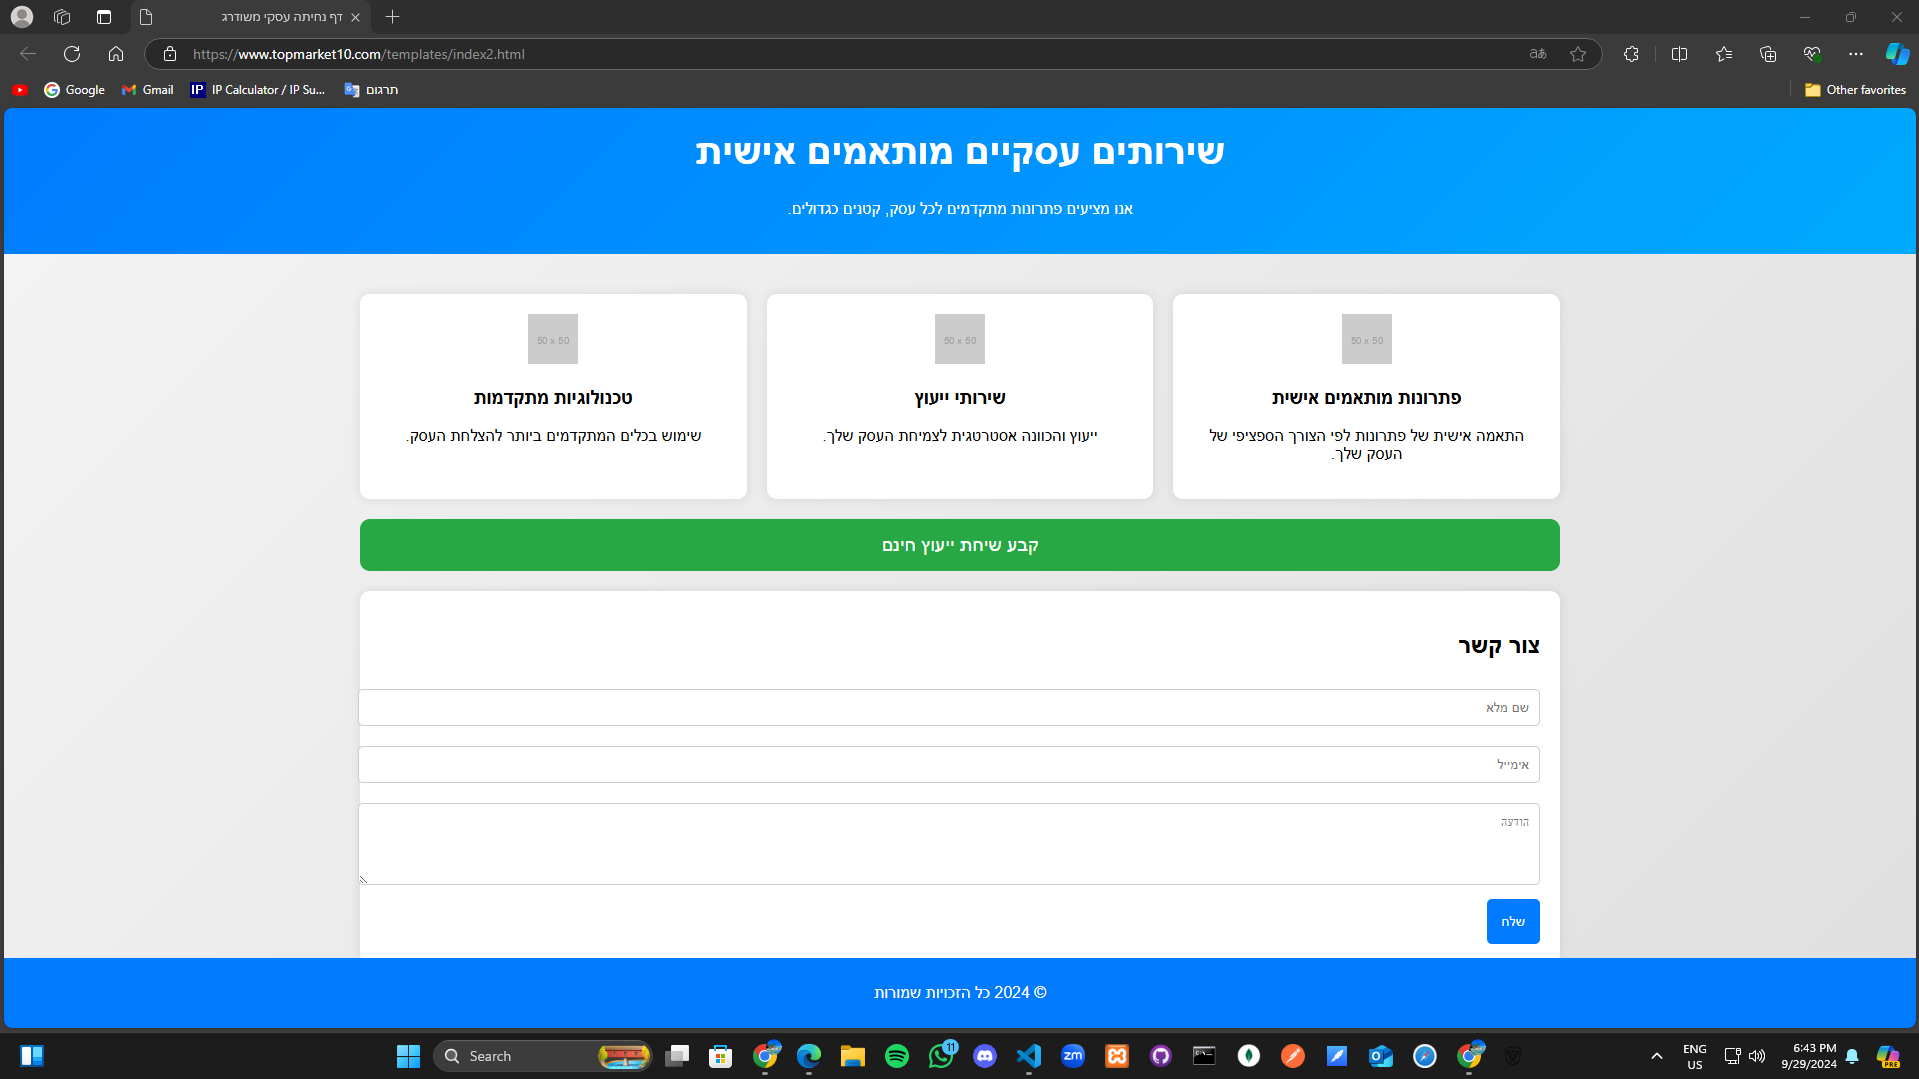 דף נחיתה עסקי משודרג
https://www.topmarket10.com/templates/index2.html
Google
Gmail
IP
IP Calculator / IP Su...
תרגום
Other favorites
שירותים עסקיים מותאמים אישית
אנו מציעים פתרונות מתקדמים לכל עסק, קטנים כגדולים.
50 x 50
פתרונות מותאמים אישית
התאמה אישית של פתרונות לפי הצורך הספציפי של
העסק שלך.
50 x 50
שירותי ייעוץ
ייעוץ והכוונה אסטרטגית לצמיחת העסק שלך.
50 x 50
טכנולוגיות מתקדמות
שימוש בכלים המתקדמים ביותר להצלחת העסק.
קבע שיחת ייעוץ חינם
צור קשר
שם מלא
אימייל
הודעה
שלח
© 2024 כל הזכויות שמורות
Search
11
zm
ENG
US
6:43 PM
9/29/2024
PRE